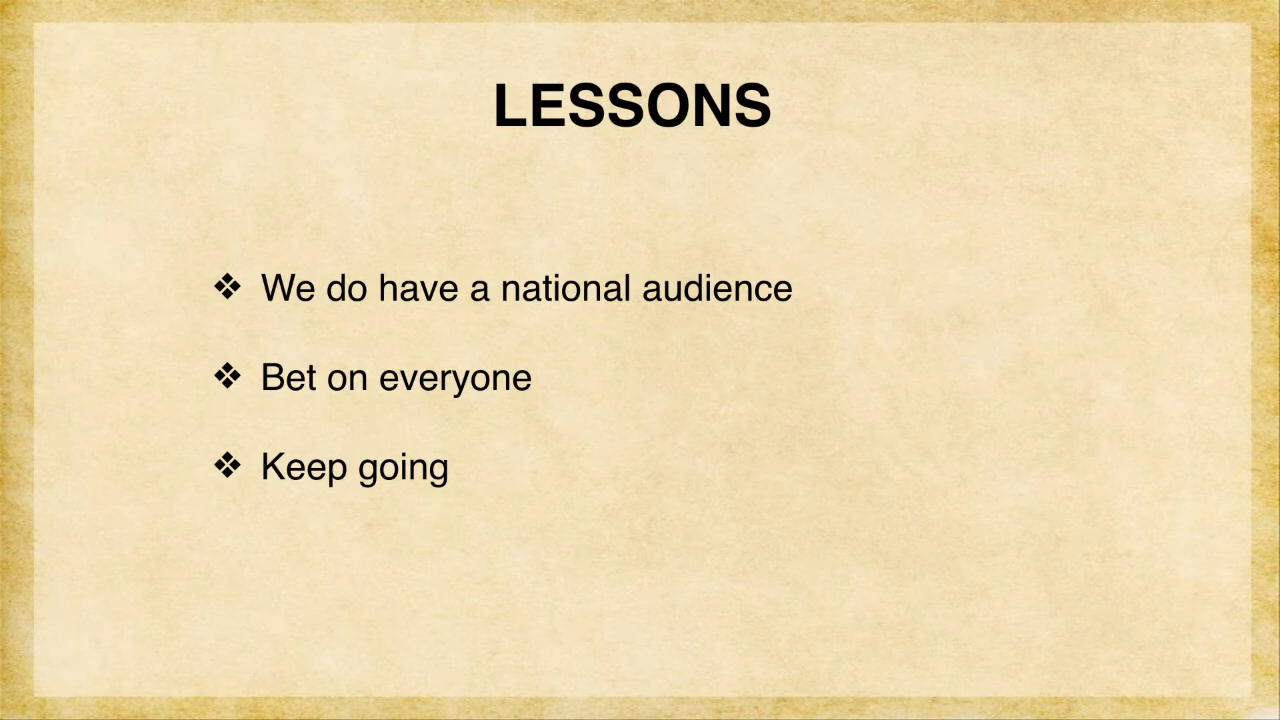 LESSONS
❖ We do have a national audience
❖ Bet on everyone
❖ Keep going